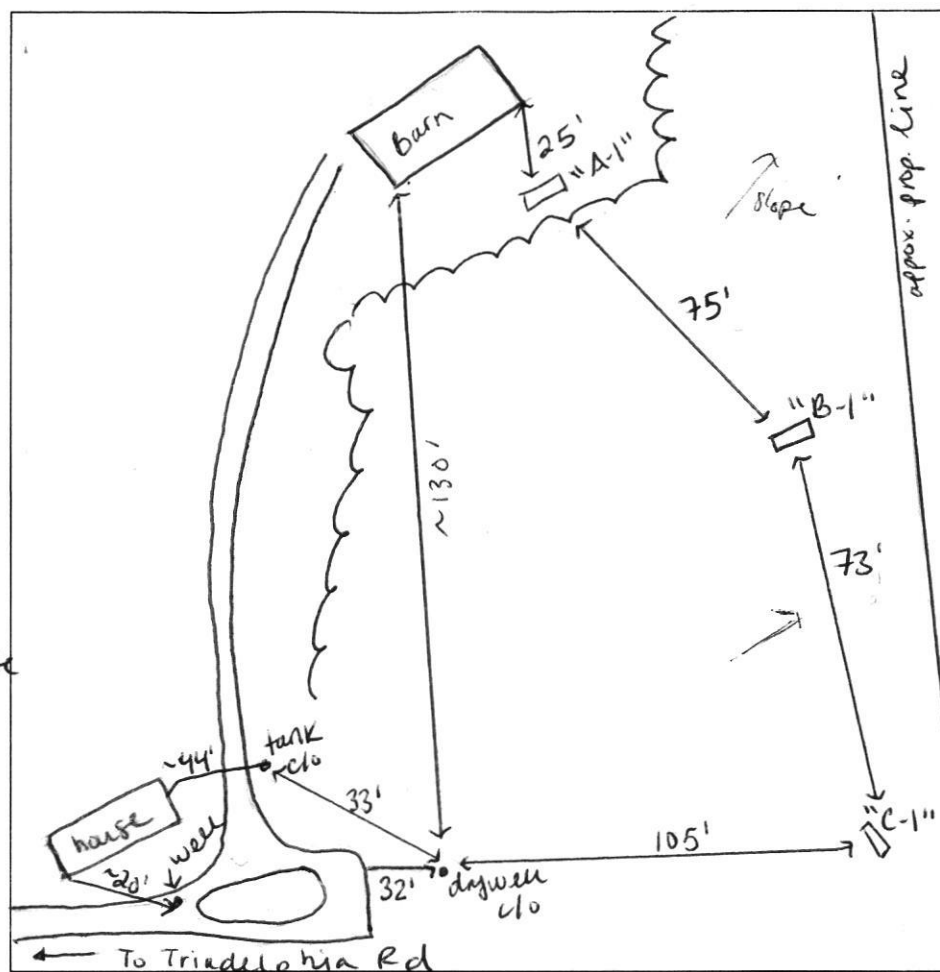 Barn
25'
"A-1"
slope
approx. prop. line
75'
"B-1"
~130'
73'
tank
c/o
~44'
33'
house
well
"C-1"
105'
~20'
32'
drywell
c/o
To Triadelphia Rd